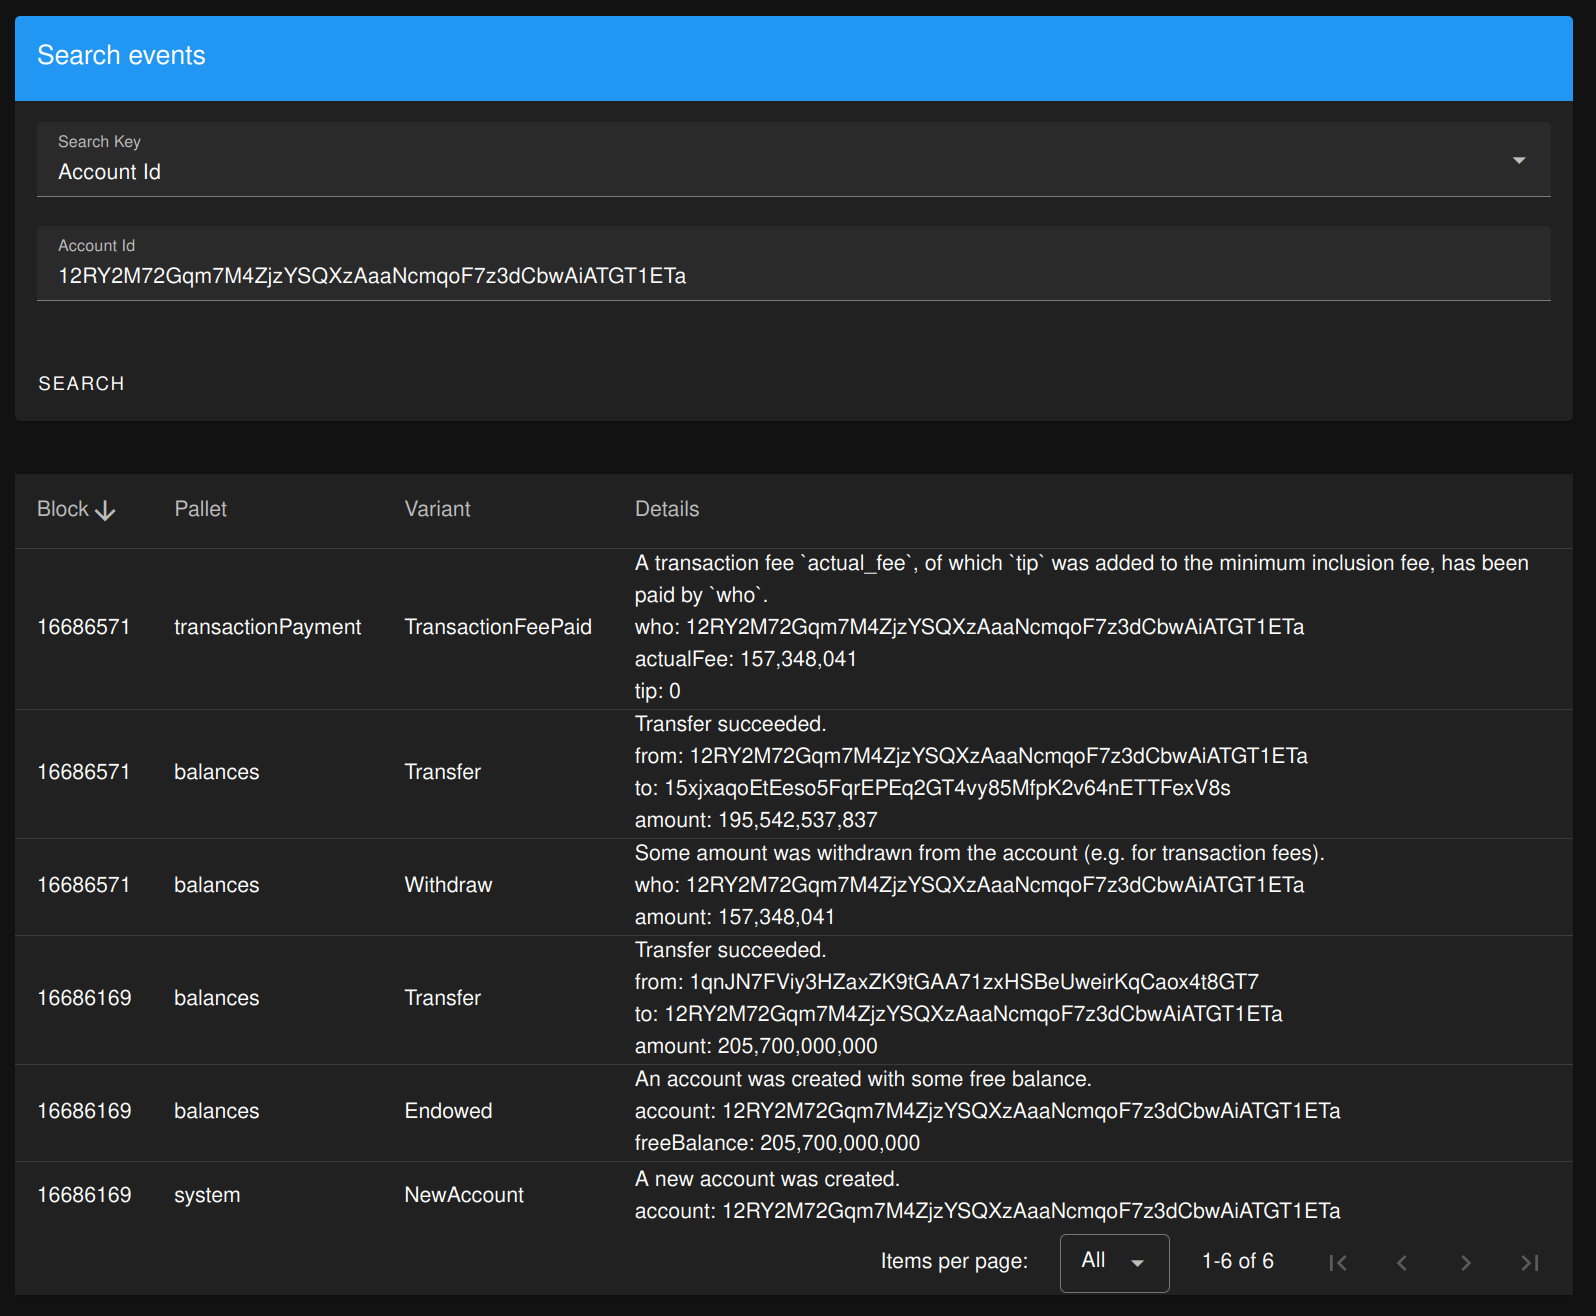 Search events
Search Key
Account Id
Account Id
12RY2M72Gqm7M4ZjzYSQXzAaaNcmqoF7z3dCbwAiATGT1ETa
SEARCH
Block Pallet Variant Details
A transaction fee `actual_fee`, of which `tip` was added to the minimum inclusion fee, has been
paid by `who`.
16686571 transactionPayment TransactionFeePaid who: 12RY2M72Gqm7M4ZjzYSQXzAaaNcmqoF7z3dCbwAiATGT1ETa
actualFee: 157,348,041
tip: 0
Transfer succeeded.
from: 12RY2M72Gqm7M4ZjzYSQXzAaaNcmqoF7z3dCbwAiATGT1ETa
16686571 balances Transfer
to: 15xjxaqoEtEeso5FqrEPEq2GT4vy85MfpK2v64nETTFexV8s
amount: 195,542,537,837
Some amount was withdrawn from the account (e.g. for transaction fees).
16686571 balances Withdraw who: 12RY2M72Gqm7M4ZjzYSQXzAaaNcmqoF7z3dCbwAiATGT1ETa
amount: 157,348,041
Transfer succeeded.
from: 1qnJN7FViy3HZaxZK9tGAA71zxHSBeUweirKqCaox4t8GT7
16686169 balances Transfer
to: 12RY2M72Gqm7M4ZjzYSQXzAaaNcmqoF7z3dCbwAiATGT1ETa
amount: 205,700,000,000
An account was created with some free balance.
16686169 balances Endowed account: 12RY2M72Gqm7M4ZjzYSQXzAaaNcmqoF7z3dCbwAiATGT1ETa
freeBalance: 205,700,000,000
A new account was created.
16686169 system NewAccount
account: 12RY2M72Gqm7M4ZjzYSQXzAaaNcmqoF7z3dCbwAiATGT1ETa
Items per page: All 1-6 of 6